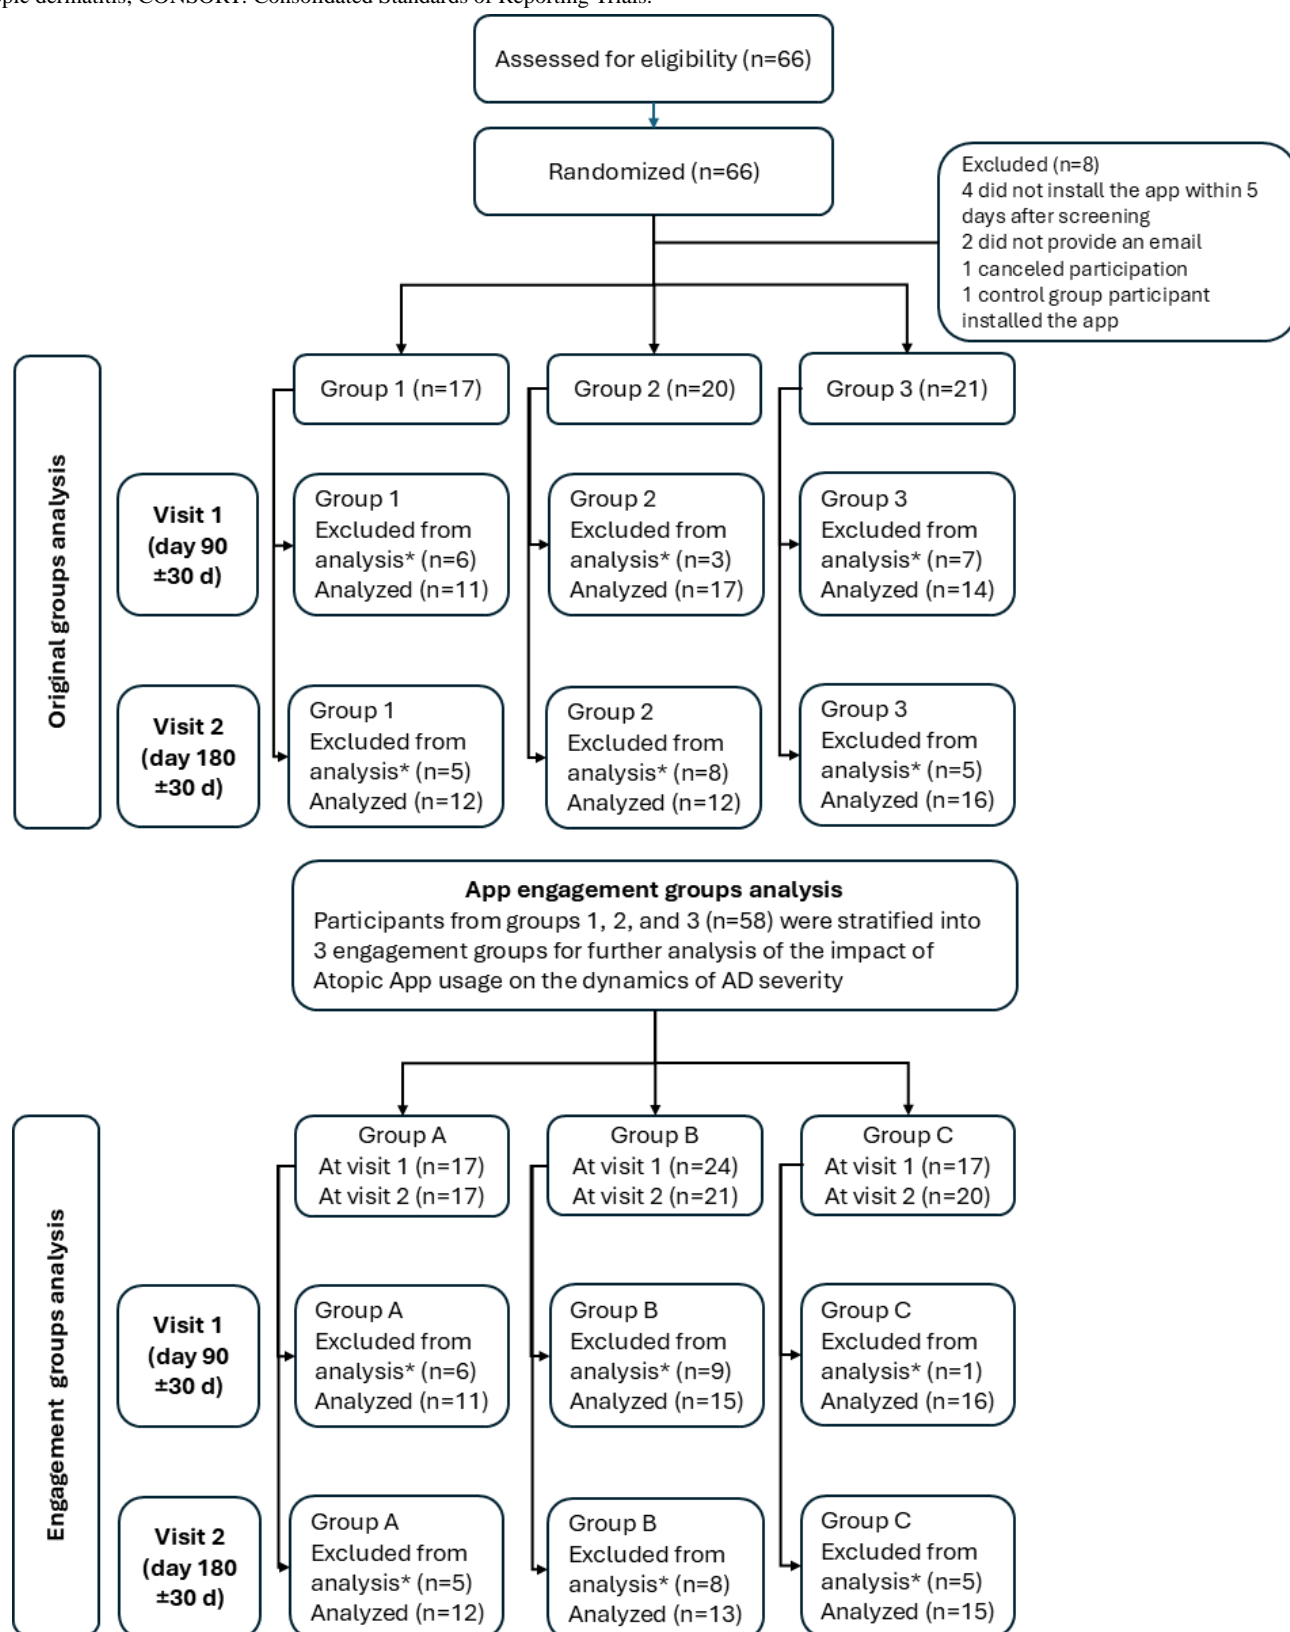 dermatitis; CONSORT: Consolidated Standards of Reporting Trials.
Assessed for eligibility (n=66)
Randomized (n=66)
Excluded (n=8)
4 did not install the app within 5
days after screening
2 did not provide an email
1 canceled participation
1 control group participant
installed the app
Original groups analysis
Group 1 (n=17)
Group 2 (n=20)
Group 3 (n=21)
Visit 1
(day 90
±30 d)
Group 1
Excluded from
analysis* (n=6)
Analyzed (n=11)
Group 2
Excluded from
analysis* (n=3)
Analyzed (n=17)
Group 3
Excluded from
analysis* (n=7)
Analyzed (n=14)
Visit 2
(day 180
±30 d)
Group 1
Excluded from
analysis* (n=5)
Analyzed (n=12)
Group 2
Excluded from
analysis* (n=8)
Analyzed (n=12)
Group 3
Excluded from
analysis* (n=5)
Analyzed (n=16)
App engagement groups analysis
Participants from groups 1, 2, and 3 (n=58) were stratified into
3 engagement groups for further analysis of the impact of
Atopic App usage on the dynamics of AD severity
Engagement groups analysis
Group A
At visit 1 (n=17)
At visit 2 (n=17)
Group B
At visit 1 (n=24)
At visit 2 (n=21)
Group C
At visit 1 (n=17)
At visit 2 (n=20)
Visit 1
(day 90
±30 d)
Group A
Excluded from
analysis* (n=6)
Analyzed (n=11)
Group B
Excluded from
analysis* (n=9)
Analyzed (n=15)
Group C
Excluded from
analysis* (n=1)
Analyzed (n=16)
Visit 2
(day 180
±30 d)
Group A
Excluded from
analysis* (n=5)
Analyzed (n=12)
Group B
Excluded from
analysis* (n=8)
Analyzed (n=13)
Group C
Excluded from
analysis* (n=5)
Analyzed (n=15)